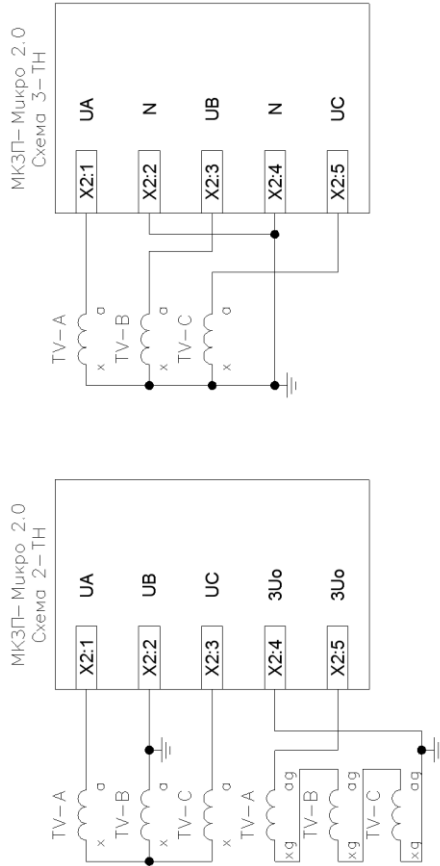 МКЗП–Микро 2.0
Схема 3–ТН
TV–A
x a
X2:1 UA
X2:2 N
TV–B
x a
X2:3 UB
TV–C
x a
X2:4 N
X2:5 UC
МКЗП–Микро 2.0
Схема 2–ТН
TV–A
x a
X2:1 UA
TV–B
x a
X2:2 UB
TV–C
x a
X2:3 UC
TV–A
xg ag
X2:4 3Uo
TV–B
xg ag
X2:5 3Uo
TV–C
xg ag